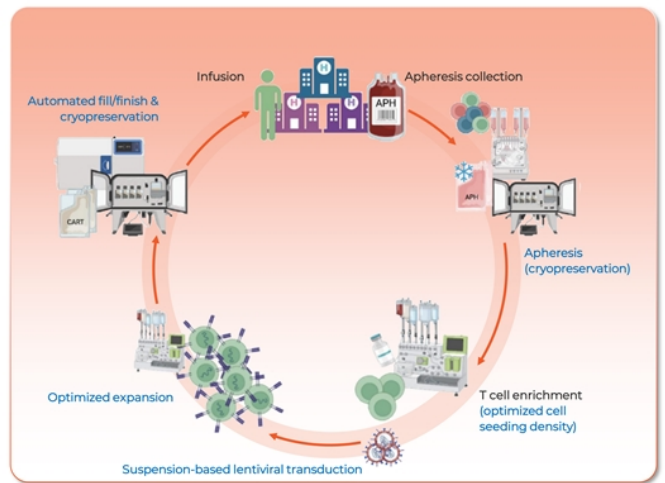 Infusion
Apheresis collection
Automated fill/finish &
cryopreservation
H
H
H
APH
CART
APH
Apheresis
(cryopreservation)
T cell enrichment
(optimized cell
seeding density)
Optimized expansion
Suspension-based lentiviral transduction